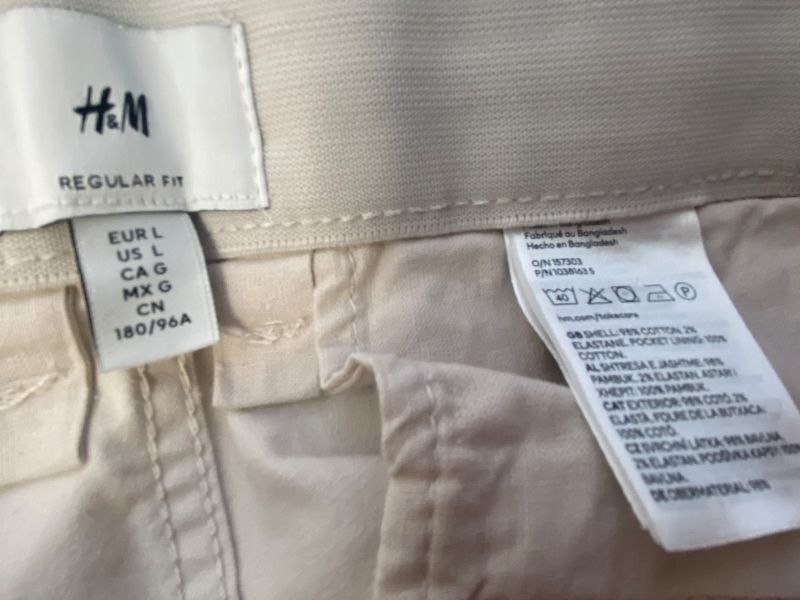 H&M
REGULAR FIT
EUR L
US L
CA G
MX G
CN
180/96A
Bangladesh
Fabriqué au Bangladesh
Hecho en Bangladesh
O/N 157303
P/N 1038163 S
40
P
hm.com/takecare
GB SHELL: 98% COTTON, 2%
ELASTANE. POCKET LINING: 100%
COTTON.
AL SHTRESA E JASHTME: 98%
PAMBUK, 2% ELASTAN. ASTARI
XHEPIT: 100% PAMBUK.
CAT EXTERIOR: 98% COTÓ, 2%
ELASTÀ. FOLRE DE LA BUTXACA:
100% COTÓ.
CZ SVRCHNÍ LÁTKA: 98% BAVLNA,
2% ELASTAN. PODŠÍVKA KAPSY: 100%
BAVLNA.
DE OBERMATERIAL: 98%